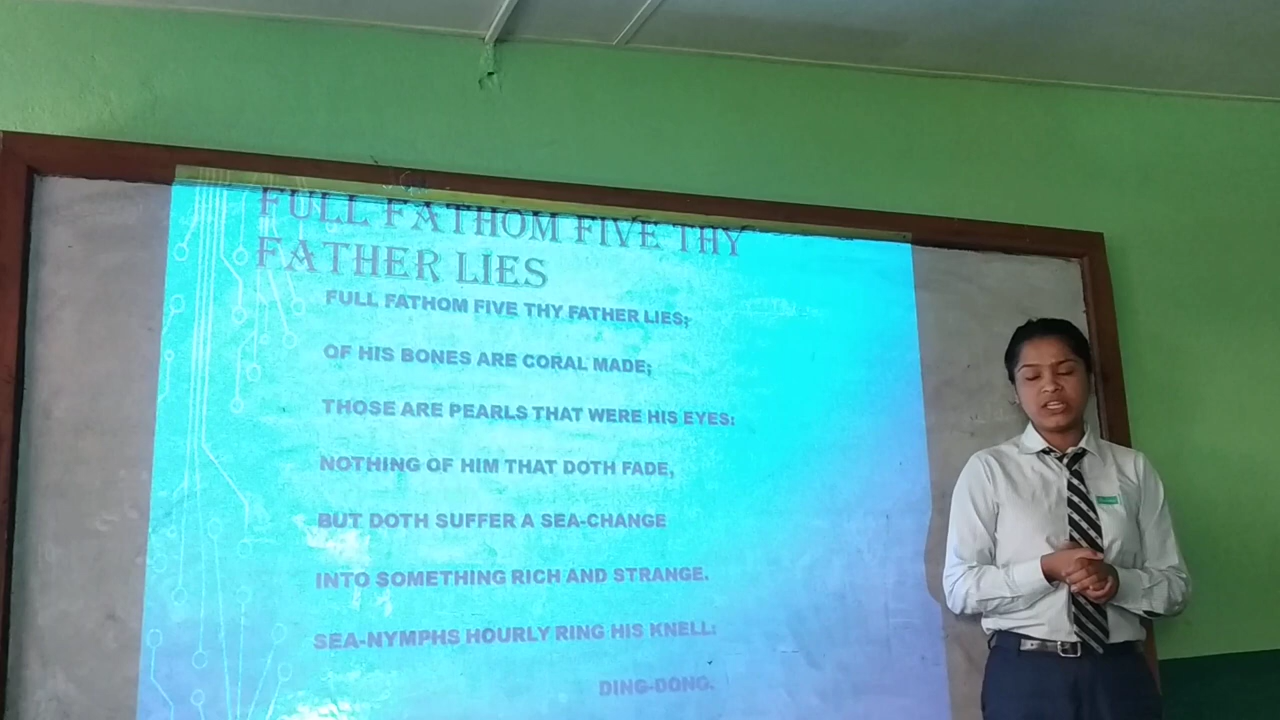 FULL FATHOM FIVE THY
FATHER LIES
FULL FATHOM FIVE THY FATHER LIES;
OF HIS BONES ARE CORAL MADE;
THOSE ARE PEARLS THAT WERE HIS EYES:
NOTHING OF HIM THAT DOTH FADE,
BUT DOTH SUFFER A SEA-CHANGE
INTO SOMETHING RICH AND STRANGE.
SEA-NYMPHS HOURLY RING HIS KNELL:
DING-DONG.